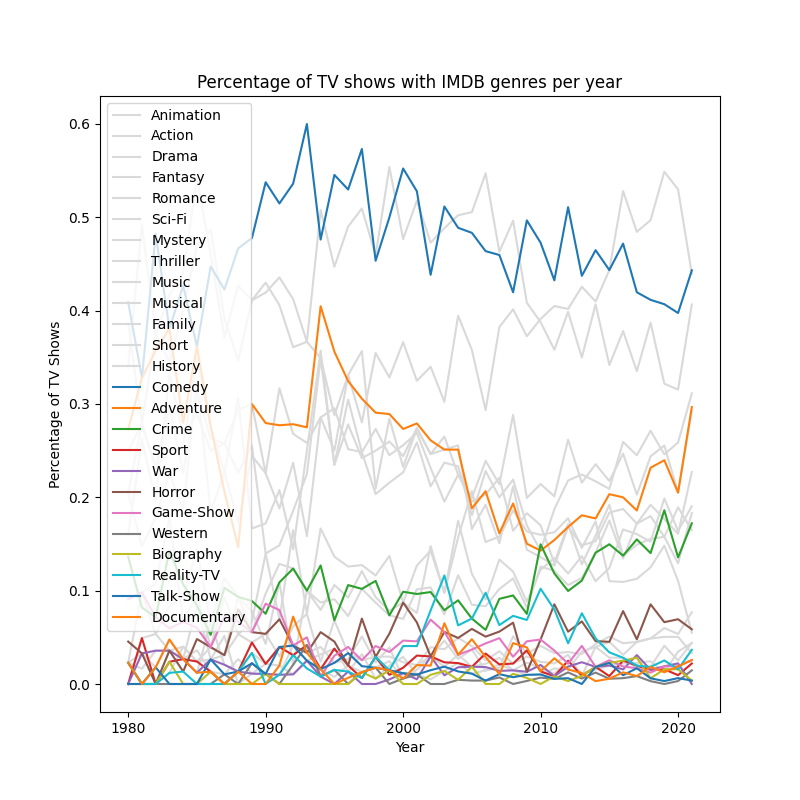 Percentage of TV shows with IMDB genres per year
0.6
0.5
0.4
0.3
0.2
0.1
0.0
Percentage of TV Shows
Animation
Action
Drama
Fantasy
Romance
Sci-Fi
Mystery
Thriller
Music
Musical
Family
Short
History
Comedy
Adventure
Crime
Sport
War
Horror
Game-Show
Western
Biography
Reality-TV
Talk-Show
Documentary
1980 1990 2000 2010 2020
Year